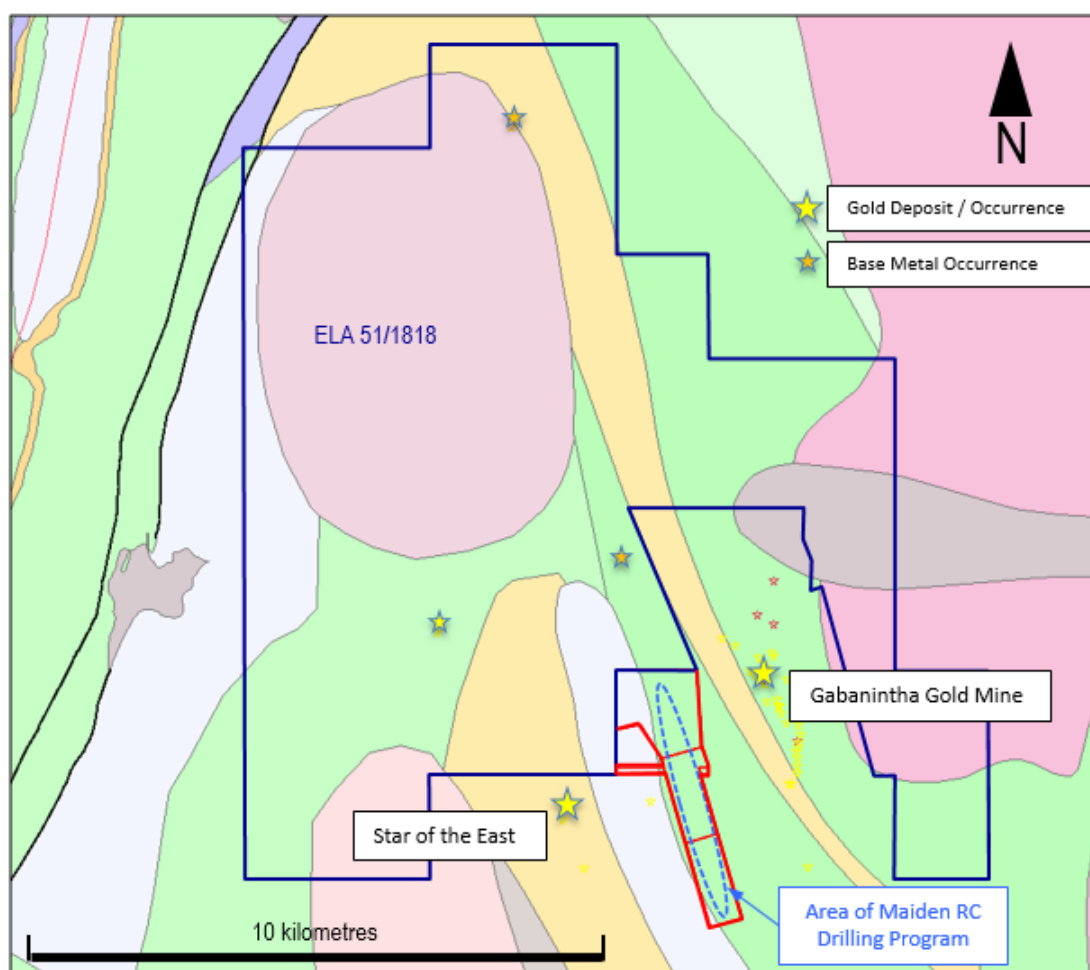 N
Gold Deposit / Occurrence
Base Metal Occurrence
ELA 51/1818
Gabanintha Gold Mine
Star of the East
Area of Maiden RC
Drilling Program
10 kilometres